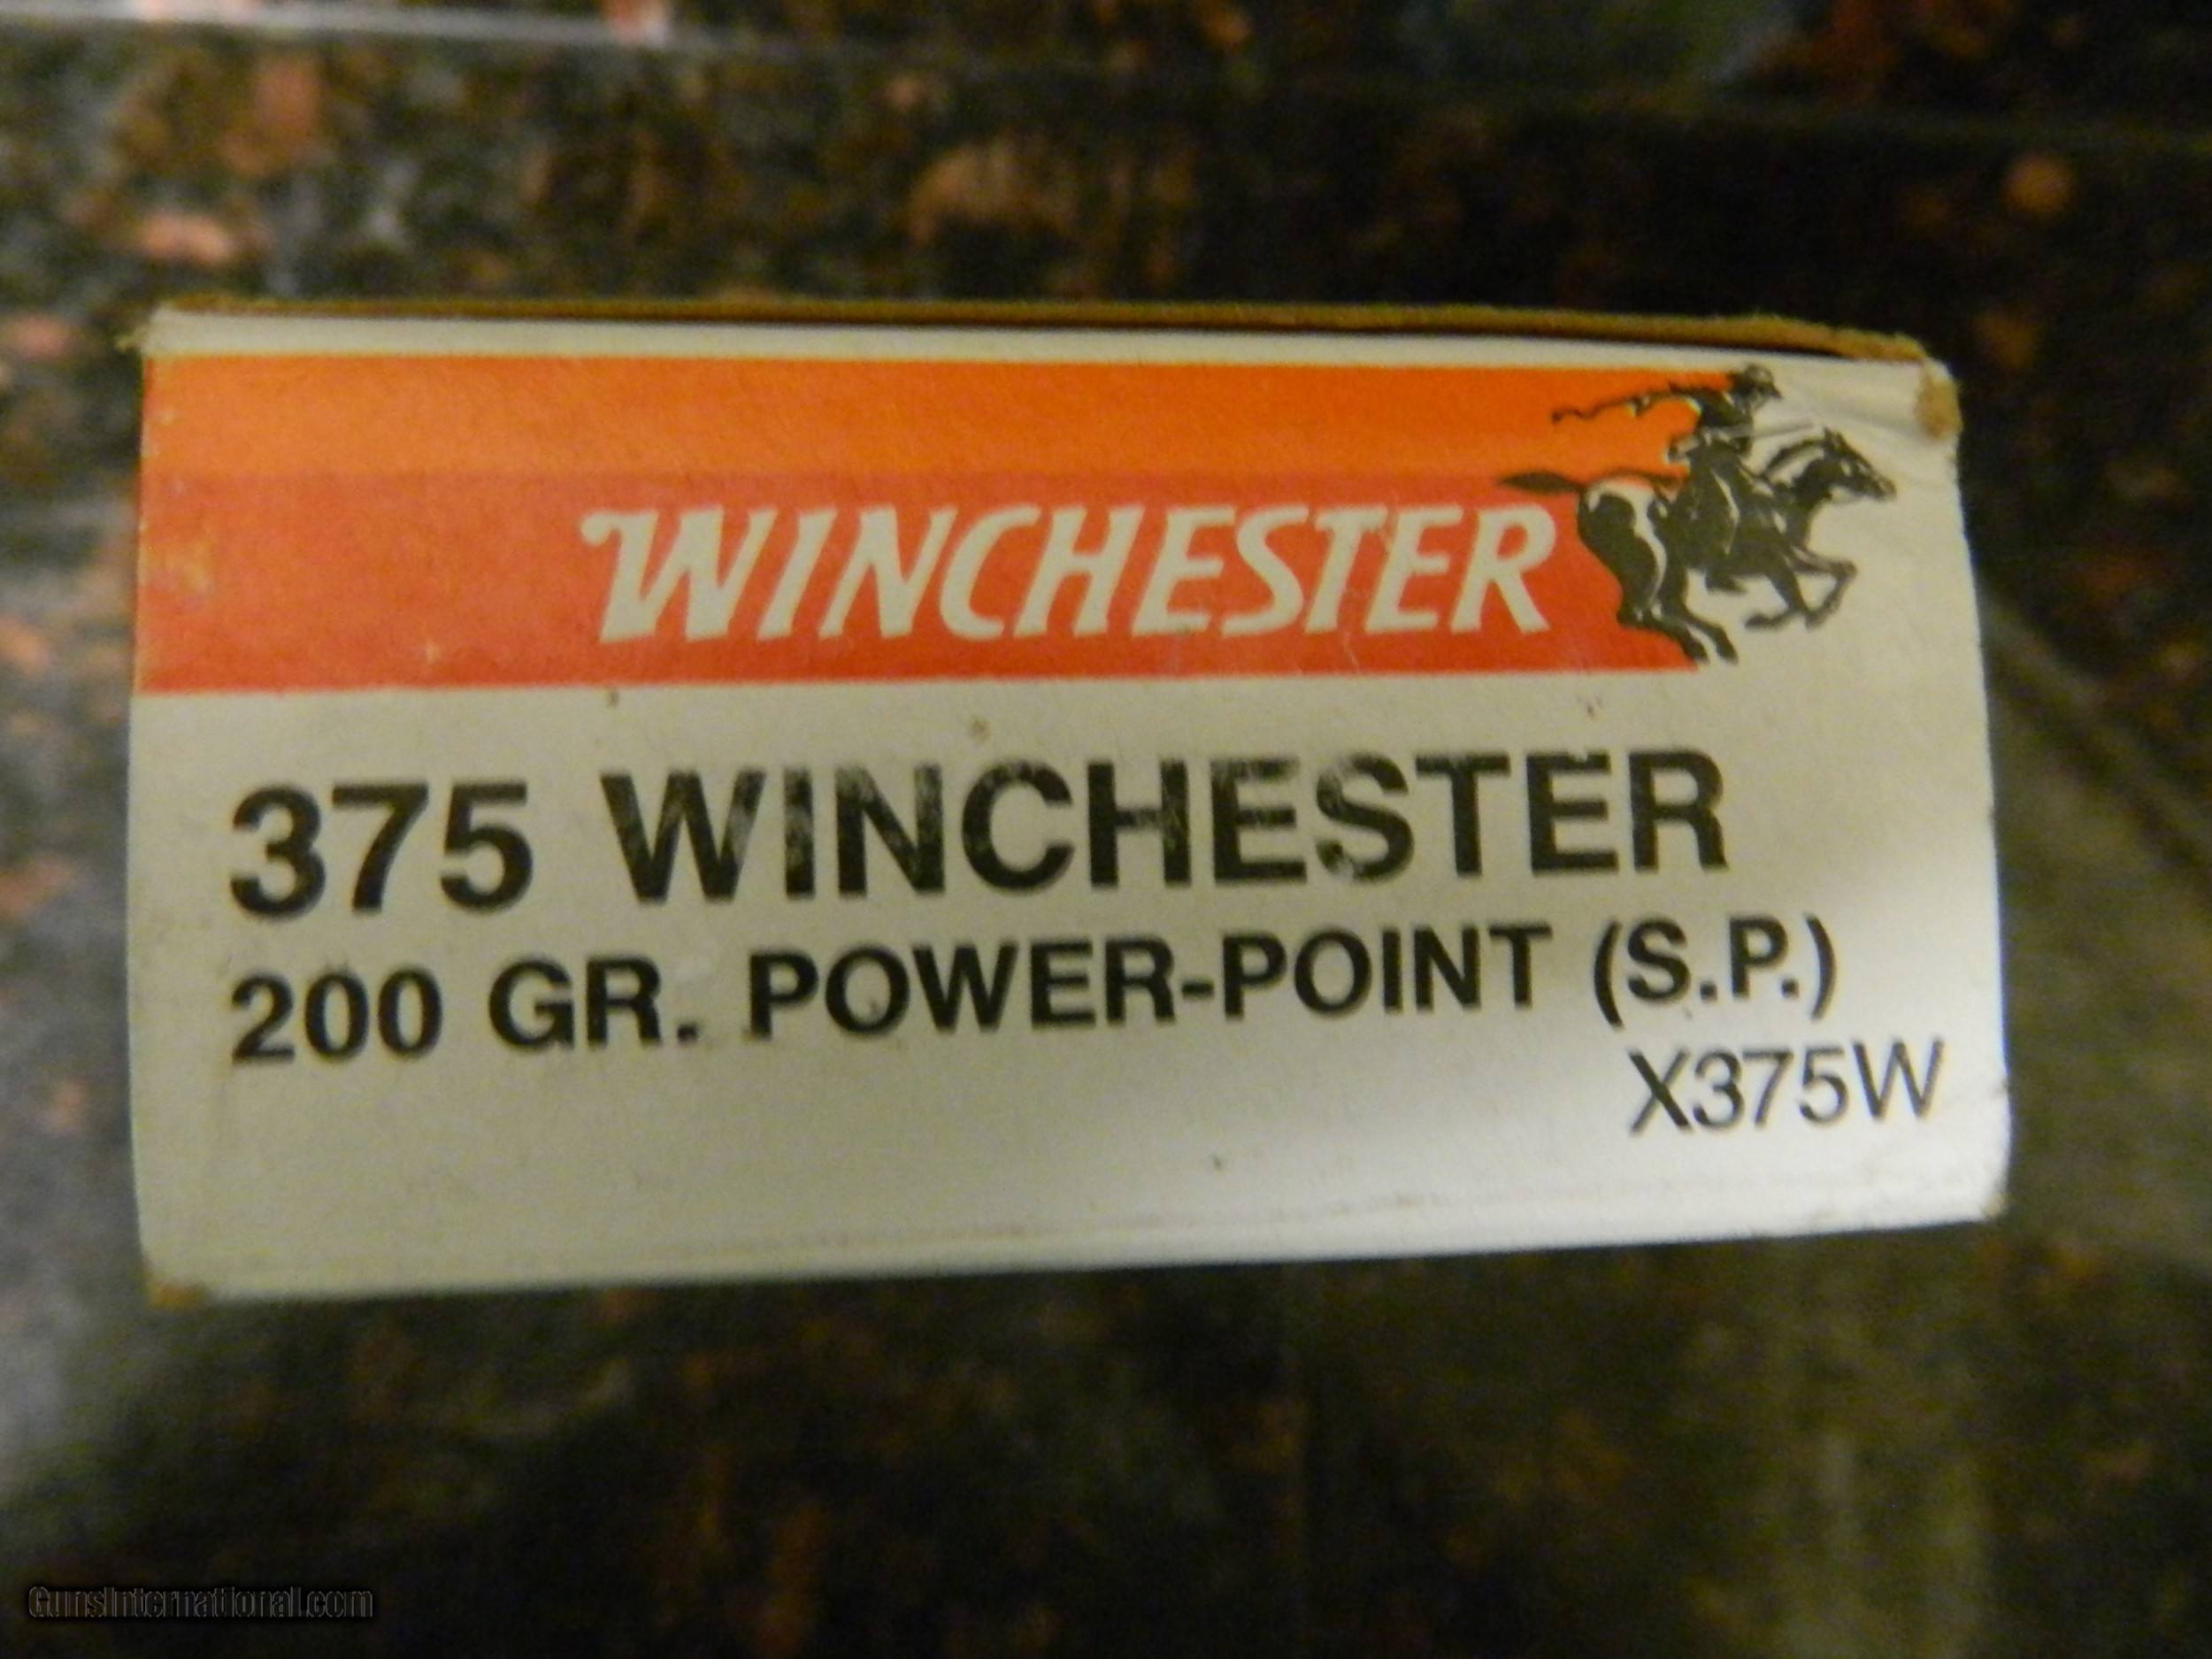 WINCHESTER
375 WINCHESTER
200 GR. POWER-POINT (S.P.)
X375W
GunsInternational.com